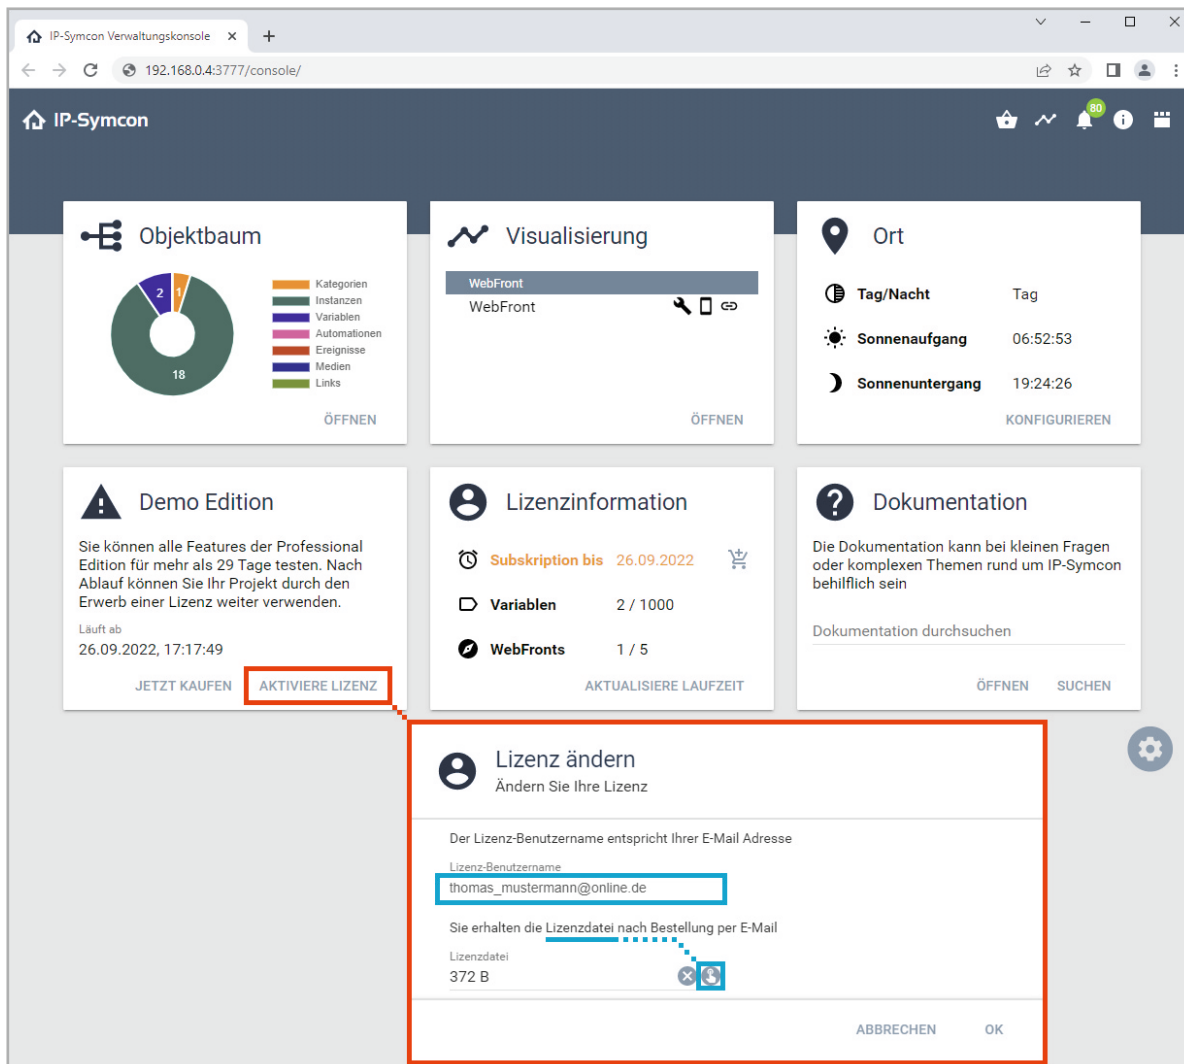 IP-Symcon Verwaltungskonsole
192.168.0.4:3777/console/
IP-Symcon
80
Objektbaum
2
1
18
Kategorien
Instanzen
Variablen
Automationen
Ereignisse
Medien
Links
ÖFFNEN
Visualisierung
WebFront
WebFront
ÖFFNEN
Ort
Tag/Nacht Tag
Sonnenaufgang 06:52:53
Sonnenuntergang 19:24:26
KONFIGURIEREN
Demo Edition
Sie können alle Features der Professional
Edition für mehr als 29 Tage testen. Nach
Ablauf können Sie Ihr Projekt durch den
Erwerb einer Lizenz weiter verwenden.
Läuft ab
26.09.2022, 17:17:49
JETZT KAUFEN AKTIVIERE LIZENZ
Lizenzinformation
Subskription bis 26.09.2022
Variablen 2 / 1000
WebFronts 1 / 5
AKTUALISIERE LAUFZEIT
Dokumentation
Die Dokumentation kann bei kleinen Fragen
oder komplexen Themen rund um IP-Symcon
behilflich sein
Dokumentation durchsuchen
ÖFFNEN SUCHEN
Lizenz ändern
Ändern Sie Ihre Lizenz
Der Lizenz-Benutzername entspricht Ihrer E-Mail Adresse
Lizenz-Benutzername
thomas_mustermann@online.de
Sie erhalten die Lizenzdatei nach Bestellung per E-Mail
Lizenzdatei
372 B
ABBRECHEN OK